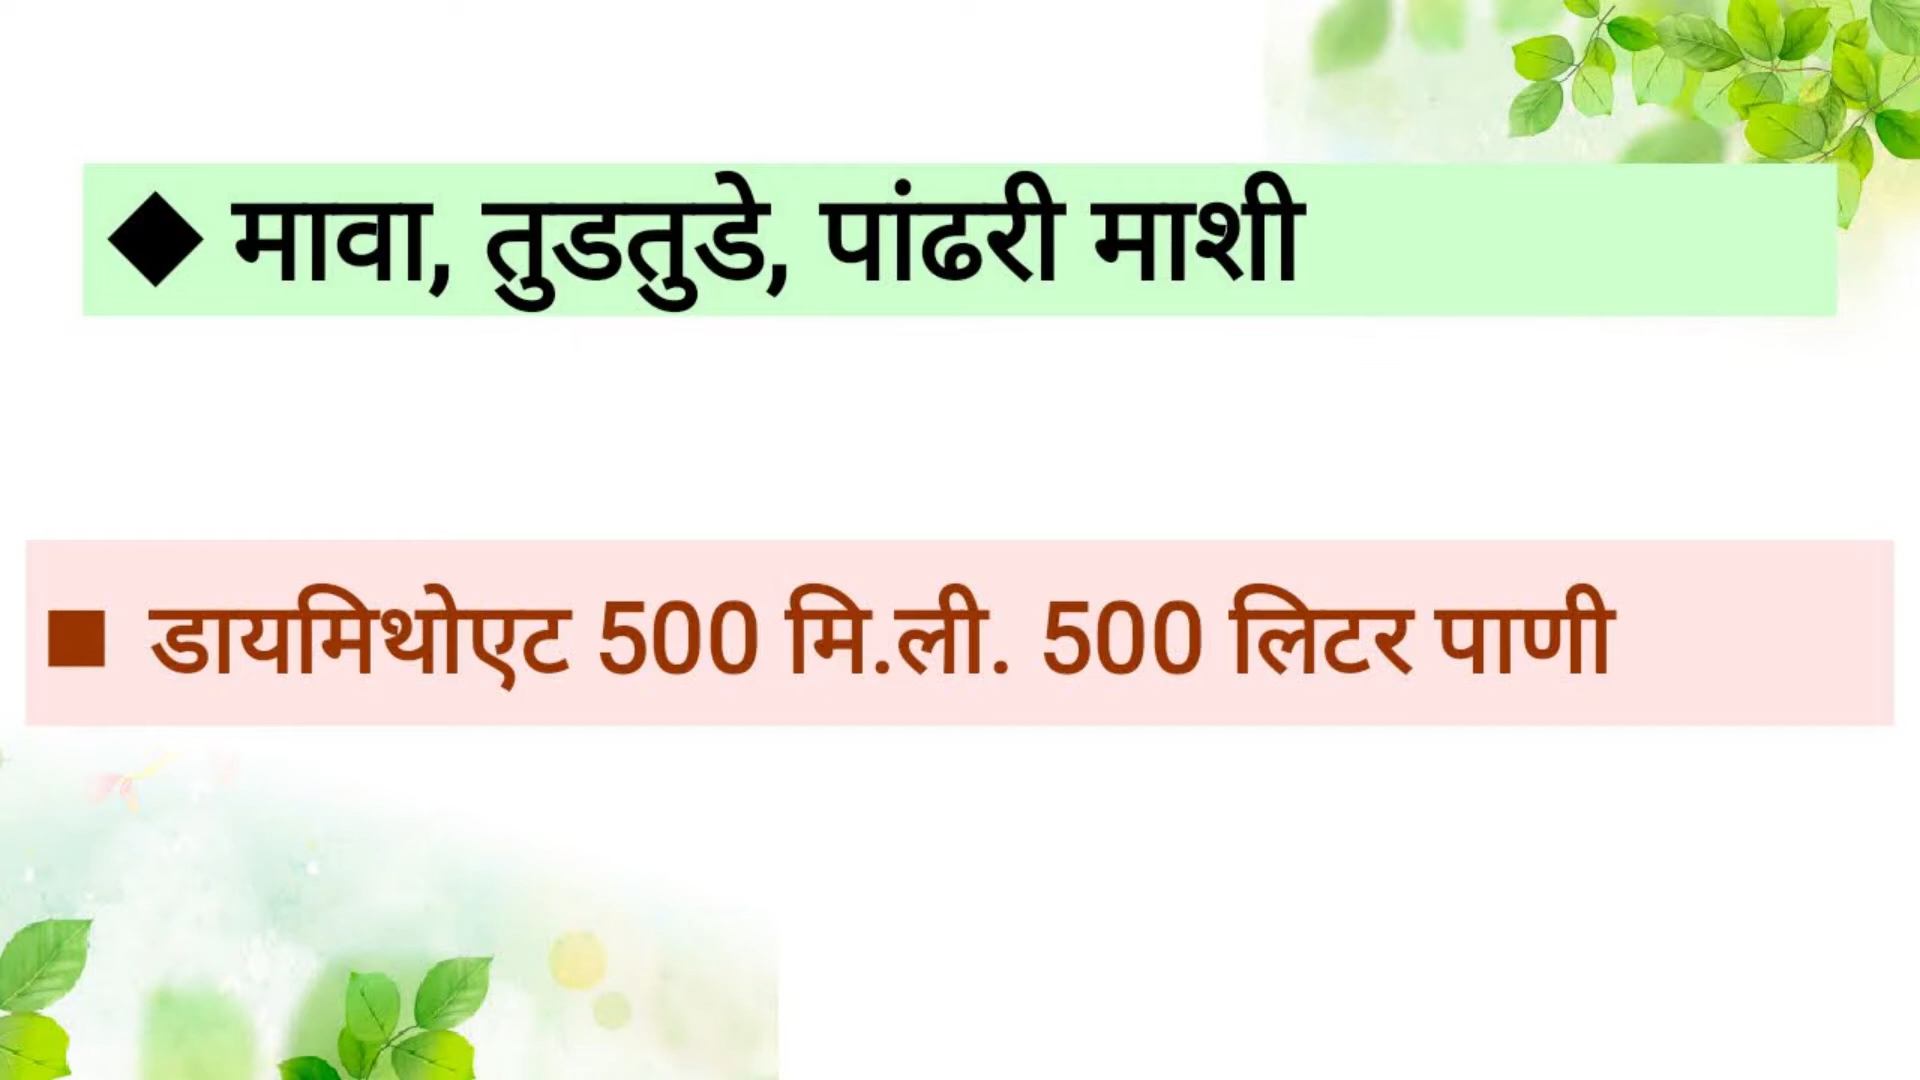 ◆ मावा, तुडतुडे, पांढरी माशी
■ डायमिथोएट 500 मि.ली. 500 लिटर पाणी